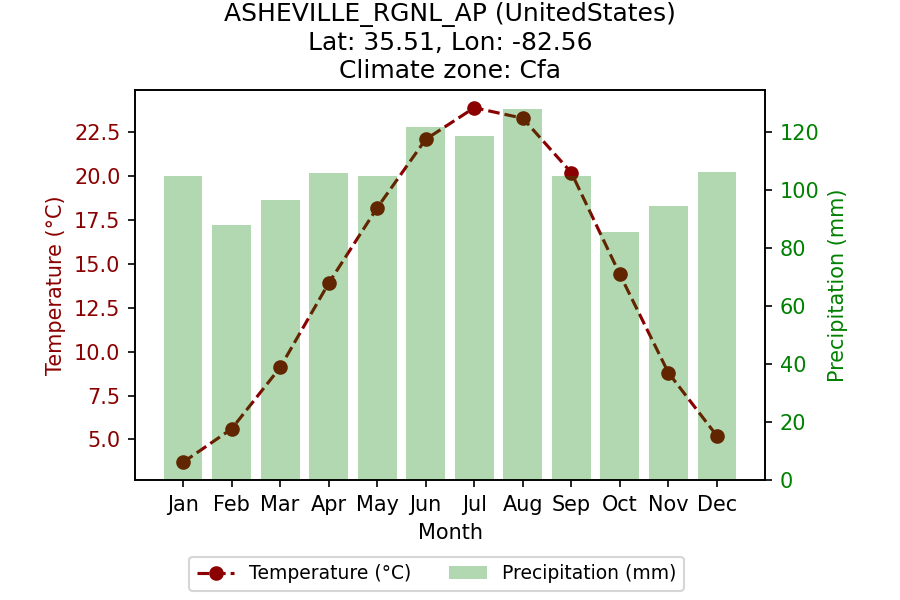 ASHEVILLE_RGNL_AP (UnitedStates)
Lat: 35.51, Lon: -82.56
Climate zone: Cfa
Temperature (°C)
22.5
20.0
17.5
15.0
12.5
10.0
7.5
5.0
120
100
80
60
40
20
0
Precipitation (mm)
Jan Feb Mar Apr May Jun Jul Aug Sep Oct Nov Dec
Month
Temperature (°C) Precipitation (mm)